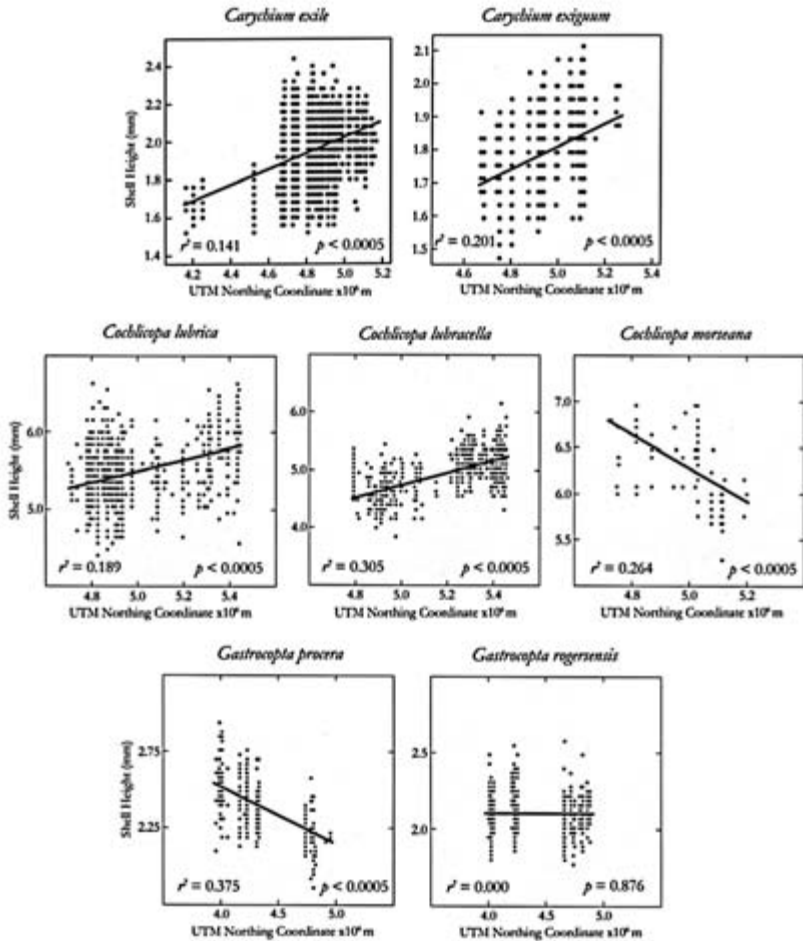 Carychium exile
Carychium exiguum
Shell Height (mm)
2.4
2.2
2.0
1.8
1.6
1.4
r² = 0.141
p < 0.0005
4.2
4.4
4.6
4.8
5.0
5.2
UTM Northing Coordinate x10⁶ m
2.1
2.0
1.9
1.8
1.7
1.6
1.5
r² = 0.201
p < 0.0005
4.6
4.8
5.0
5.2
5.4
UTM Northing Coordinate x10⁶ m
Cochlicopa lubrica
Cochlicopa lubracella
Cochlicopa morseana
Shell Height (mm)
6.0
5.0
r² = 0.189
p < 0.0005
4.8
5.0
5.2
5.4
UTM Northing Coordinate x10⁶ m
6.0
5.0
4.0
r² = 0.305
p < 0.0005
4.8
5.0
5.2
5.4
UTM Northing Coordinate x10⁶ m
7.0
6.5
6.0
5.5
r² = 0.264
p < 0.0005
4.8
5.0
5.2
UTM Northing Coordinate x10⁶ m
Gastrocopta procera
Gastrocopta rogersensis
Shell Height (mm)
2.75
2.25
r² = 0.375
p < 0.0005
4.0
4.5
5.0
UTM Northing Coordinate x10⁶ m
2.5
2.0
r² = 0.000
p = 0.876
4.0
4.5
5.0
UTM Northing Coordinate x10⁶ m